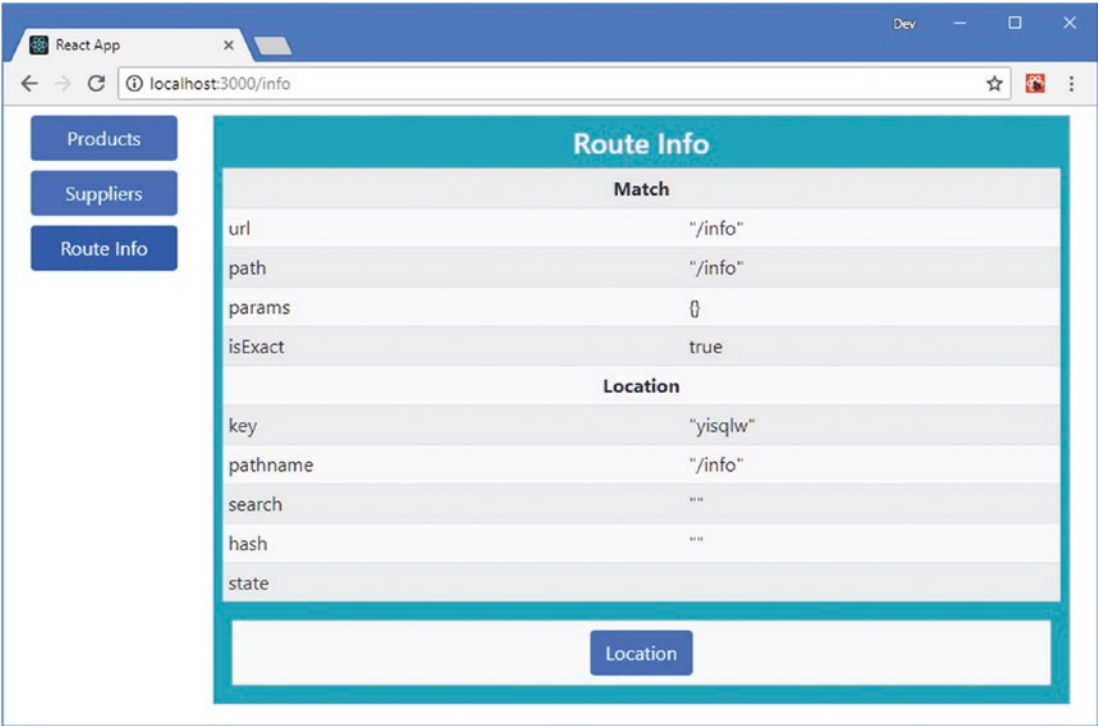 Dev
React App
localhost:3000/info
Products
Suppliers
Route Info
Route Info
Match
url "/info"
path "/info"
params {}
isExact true
Location
key "yisqlw"
pathname "/info"
search ""
hash ""
state
Location